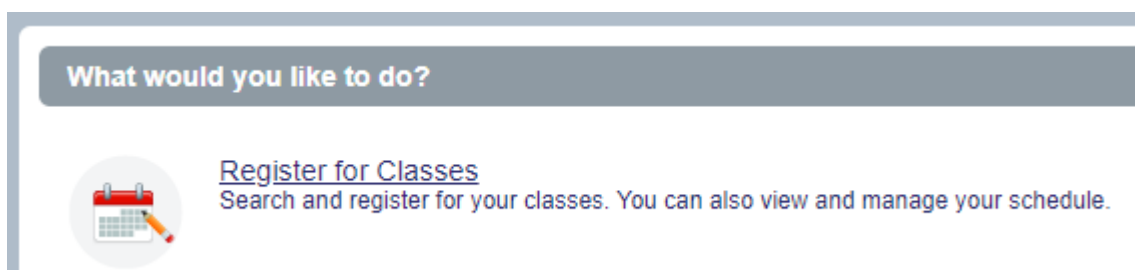 What would you like to do?
Register for Classes
Search and register for your classes. You can also view and manage your schedule.